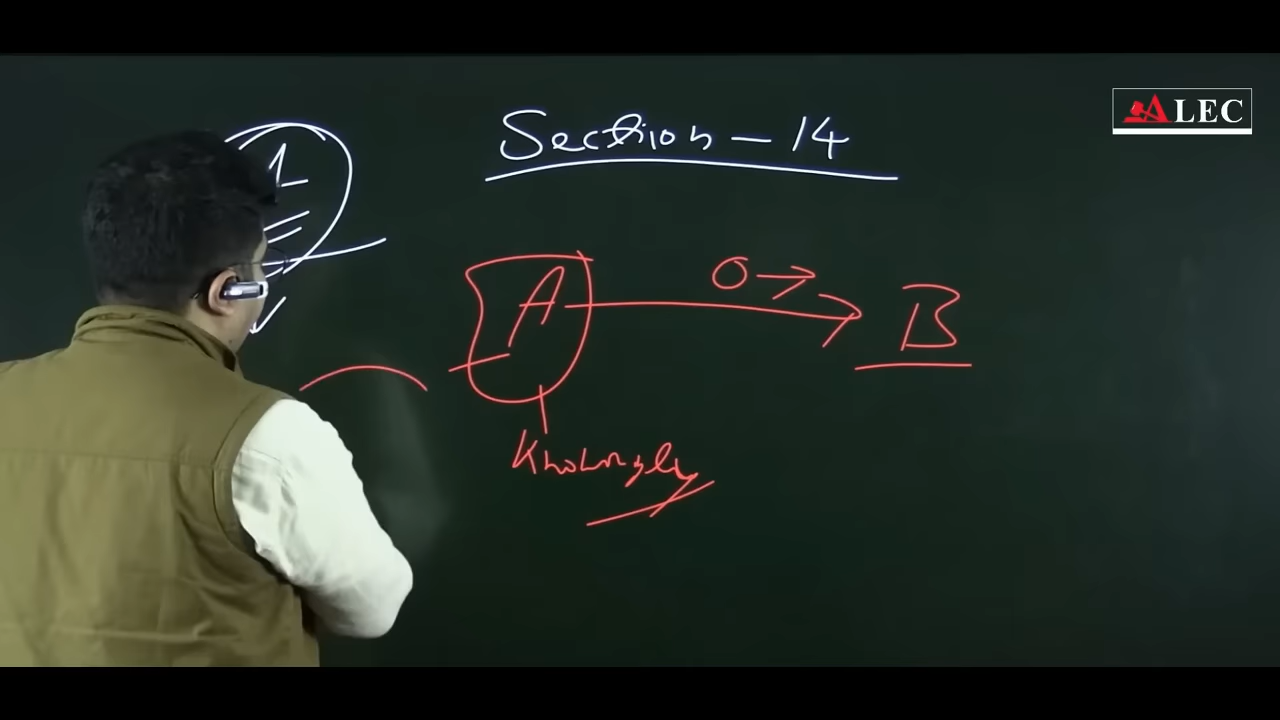 ALEC
Section - 14
1
O →
A → B
Knowingly